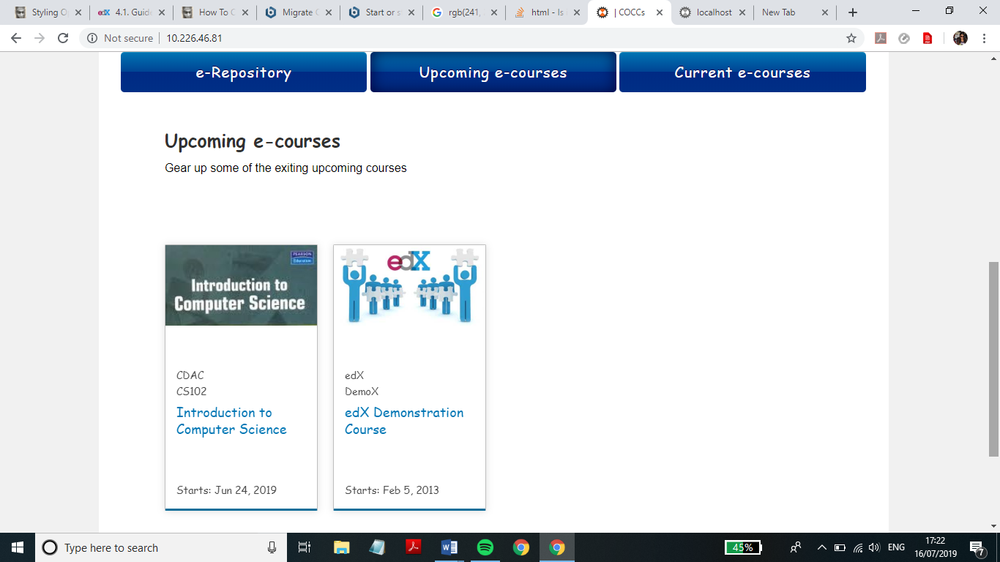 Styling Op
edX 4.1. Guide
How To C
Migrate C
Start or s
rgb(241,
html - Is
| COCCs
localhost
New Tab
Not secure | 10.226.46.81
e-Repository
Upcoming e-courses
Current e-courses
Upcoming e-courses
Gear up some of the exiting upcoming courses
PEARSON
Education
Introduction to
Computer Science
edX
CDAC
CS102
Introduction to
Computer Science
Starts: Jun 24, 2019
edX
DemoX
edX Demonstration
Course
Starts: Feb 5, 2013
Type here to search
45%
ENG
17:22
16/07/2019
7